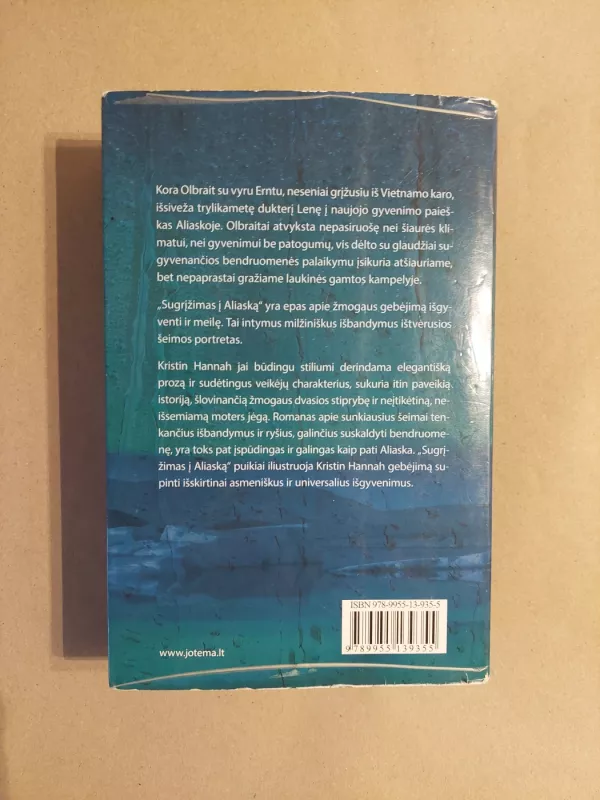 Kora Olbrait su vyru Erntu, neseniai grįžusiu iš Vietnamo karo,
išsiveža trylikametę dukterį Lenę į naujojo gyvenimo paieš-
kas Aliaskoje. Olbraitai atvyksta nepasiruošę nei šiaurės kli-
matui, nei gyvenimui be patogumų, vis dėlto su glaudžiai su-
gyvenančios bendruomenės palaikymu įsikuria atšiauriame,
bet nepaprastai gražiame laukinės gamtos kampelyje.
„Sugrįžimas į Aliaską“ yra epas apie žmogaus gebėjimą išgy-
venti ir meilę. Tai intymus milžiniškus išbandymus ištvėrusios
šeimos portretas.
Kristin Hannah jai būdingu stiliumi derindama elegantišką
prozą ir sudėtingus veikėjų charakterius, sukuria itin paveikią
istoriją, šlovinančią žmogaus dvasios stiprybę ir neįtikėtiną, ne-
išsemiamą moters jėgą. Romanas apie sunkiausius šeimai ten-
kančius išbandymus ir ryšius, galinčius suskaldyti bendruome-
nę, yra toks pat įspūdingas ir galingas kaip pati Aliaska. „Sugrį-
žimas į Aliaską“ puikiai iliustruoja Kristin Hannah gebėjimą su-
pinti išskirtinai asmeniškus ir universalius išgyvenimus.
ISBN 978-9955-13-935-5
9789955139355
www.jotema.lt